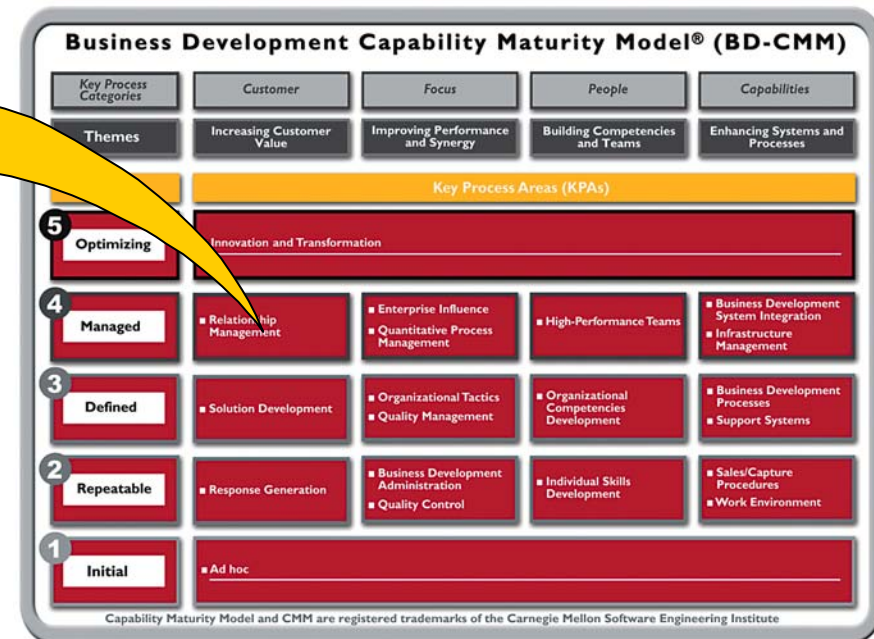 Business Development Capability Maturity Model® (BD-CMM)
Key Process
Categories
Customer
Focus
People
Capabilities
Themes
Increasing Customer
Value
Improving Performance
and Synergy
Building Competencies
and Teams
Enhancing Systems and
Processes
Key Process Areas (KPAs)
5
Optimizing
Innovation and Transformation
4
Managed
■ Relationship
Management
■ Enterprise Influence
■ Quantitative Process
Management
■ High-Performance Teams
■ Business Development
System Integration
■ Infrastructure
Management
3
Defined
■ Solution Development
■ Organizational Tactics
■ Quality Management
■ Organizational
Competencies
Development
■ Business Development
Processes
■ Support Systems
2
Repeatable
■ Response Generation
■ Business Development
Administration
■ Quality Control
■ Individual Skills
Development
■ Sales/Capture
Procedures
■ Work Environment
1
Initial
■ Ad hoc
Capability Maturity Model and CMM are registered trademarks of the Carnegie Mellon Software Engineering Institute